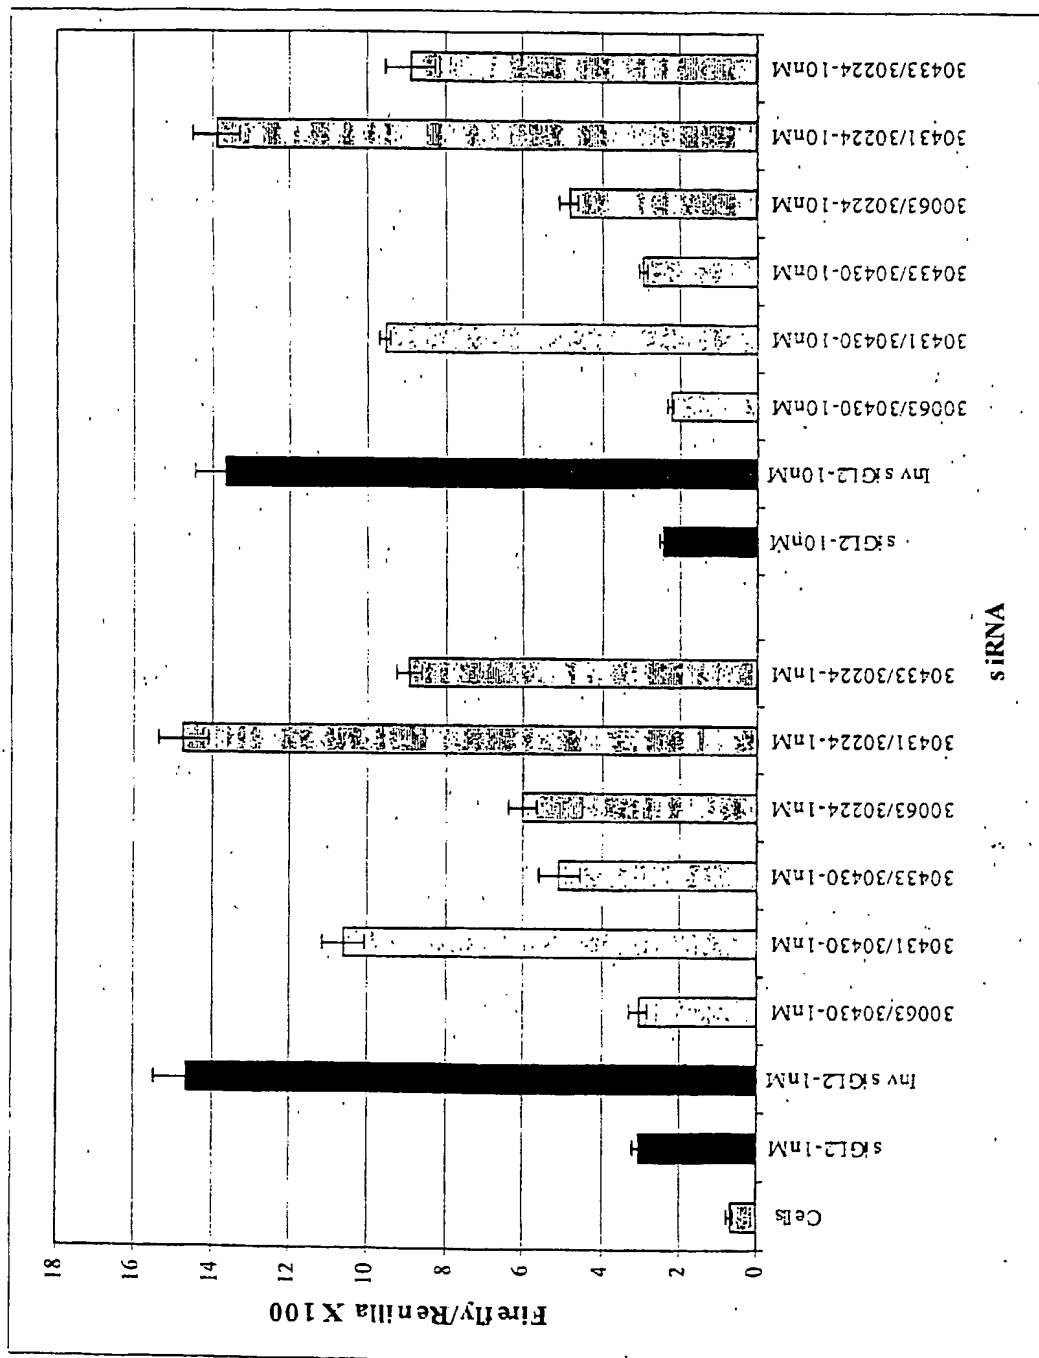 Firefly/Renilla X 100
18
16
14
12
10
8
6
4
2
0
Cells
siGL2-1nM
Inv siGL2-1nM
30063/30430-1nM
30431/30430-1nM
30433/30430-1nM
30063/30224-1nM
30431/30224-1nM
30433/30224-1nM
siGL2-10nM
Inv siGL2-10nM
30063/30430-10nM
30431/30430-10nM
30433/30430-10nM
30063/30224-10nM
30431/30224-10nM
30433/30224-10nM
siRNA